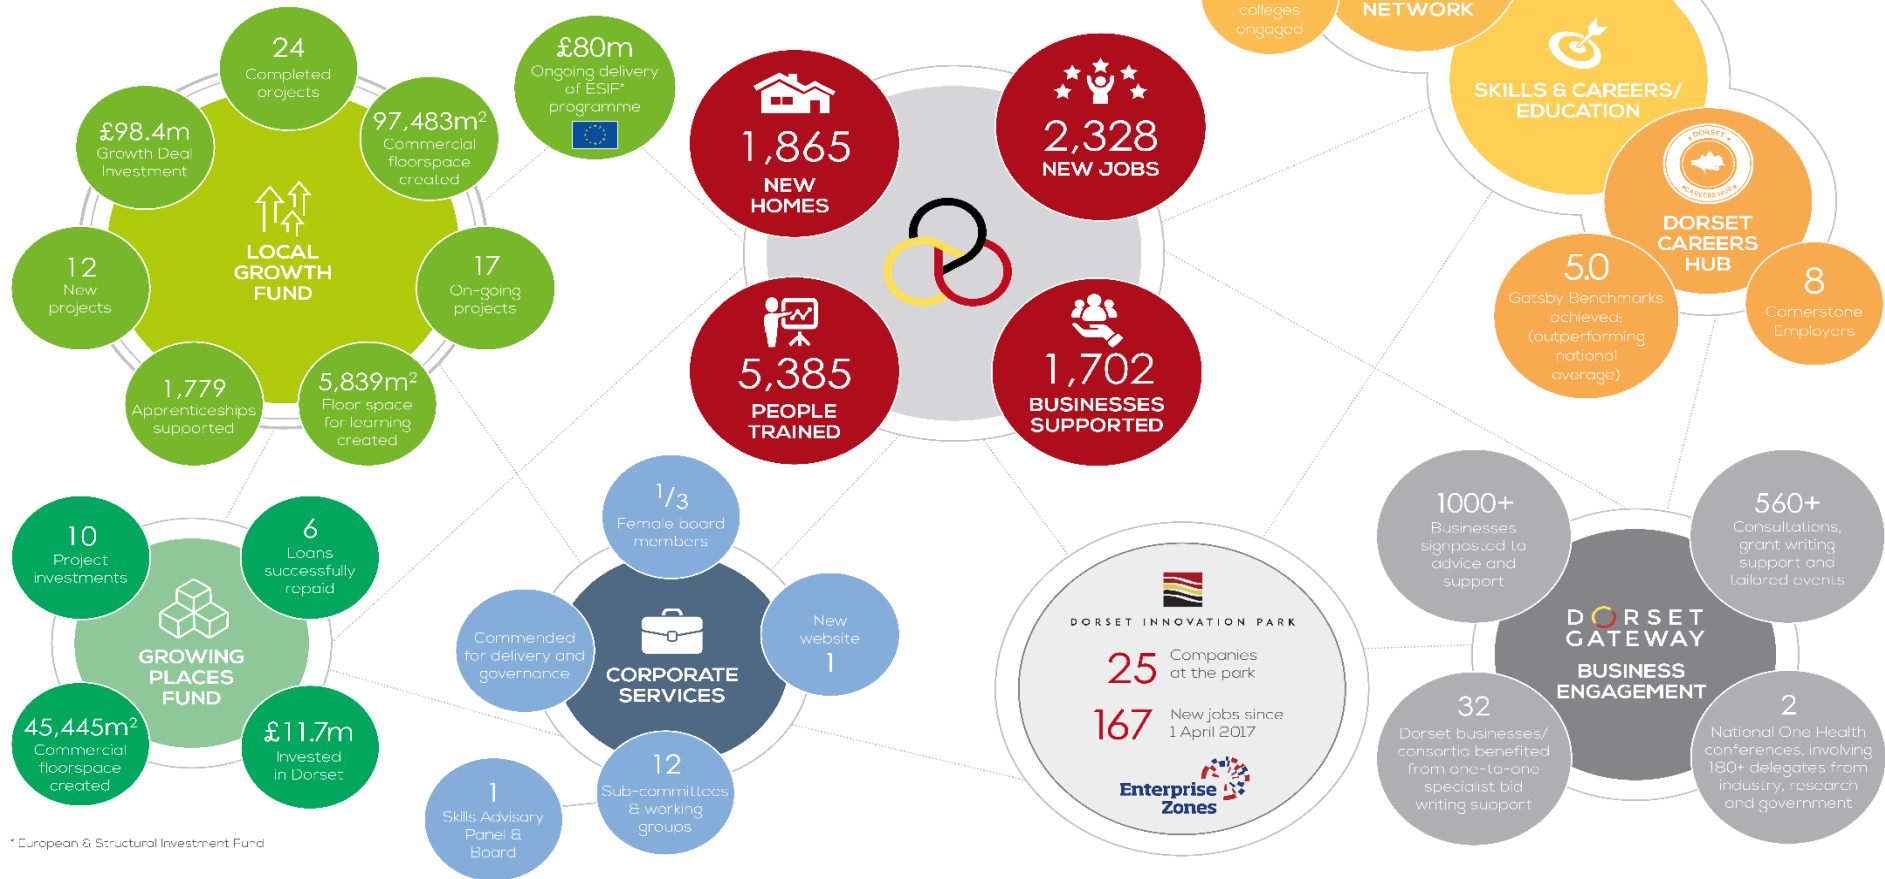 24
Completed
projects
£98.4m
Growth Deal
Investment
97,483m²
Commercial
floorspace
created
LOCAL
GROWTH
FUND
12
New
projects
17
On-going
projects
1,779
Apprenticeships
supported
5,839m²
Floor space
for learning
created
£80m
Ongoing delivery
of ESIF*
programme
1,865
NEW
HOMES
2,328
NEW JOBS
5,385
PEOPLE
TRAINED
1,702
BUSINESSES
SUPPORTED
colleges
engaged
NETWORK
SKILLS & CAREERS/
EDUCATION
DORSET
CAREERS HUB
DORSET
CAREERS
HUB
5.0
Gatsby Benchmarks
achieved:
(outperforming
national
average)
8
Cornerstone
Employers
10
Project
investments
6
Loans
successfully
repaid
GROWING
PLACES
FUND
45,445m²
Commercial
floorspace
created
£11.7m
Invested
in Dorset
* European & Structural Investment Fund
1/3
Female board
members
Commended
for delivery and
governance
New
website
1
CORPORATE
SERVICES
1
Skills Advisory
Panel &
Board
12
Sub-committees
& working
groups
DORSET INNOVATION PARK
25 Companies
at the park
167 New jobs since
1 April 2017
Enterprise
Zones
1000+
Businesses
signposted to
advice and
support
560+
Consultations,
grant writing
support and
tailored events
DORSET
GATEWAY
BUSINESS
ENGAGEMENT
32
Dorset businesses/
consortia benefited
from one-to-one
specialist bid
writing support
2
National One Health
conferences, involving
180+ delegates from
industry, research
and government